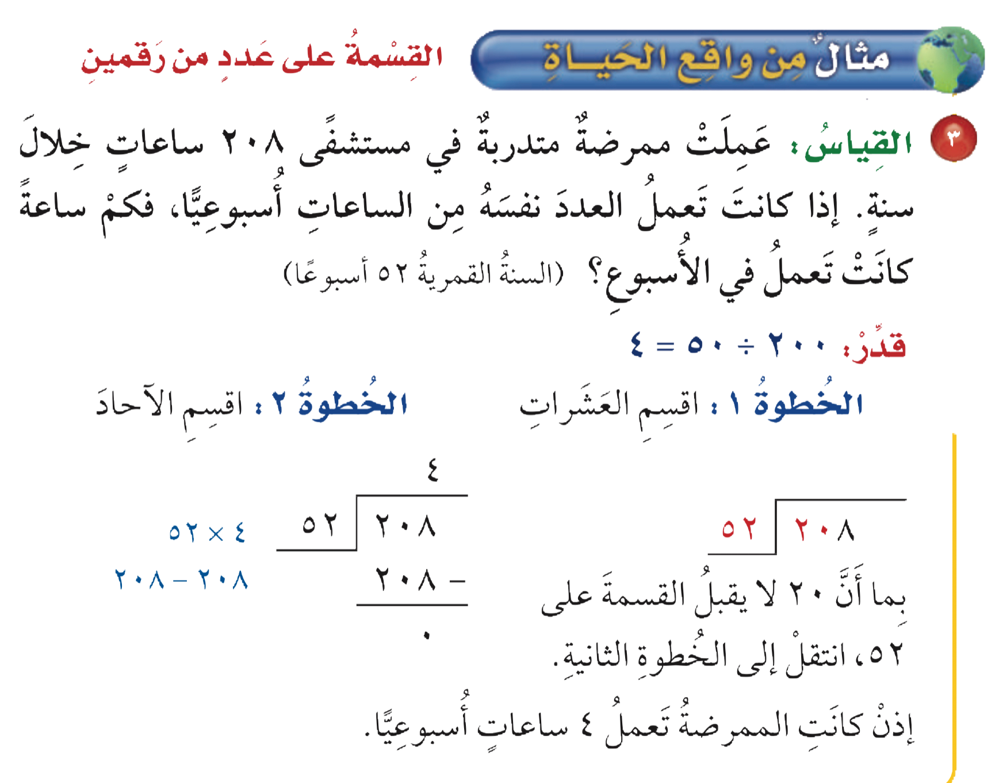 مثالٌ مِن واقِع الحَيــاةِ
القِسْمةُ على عَددٍ من رَقمينِ
٣
القِياسُ: عَمِلَتْ ممرضةٌ متدربةٌ في مستشفًى ٢٠٨ ساعاتٍ خِلالَ
سنةٍ. إذا كانتَ تَعملُ العددَ نفسَهُ مِن الساعاتِ أُسبوعِيًّا، فكمْ ساعةً
كانَتْ تَعملُ في الأُسبوعِ؟ (السنةُ القمريةُ ٥٢ أسبوعًا)
قدِّرْ: ٢٠٠ ÷ ٥٠ = ٤
الخُطوةُ ١: اقسِمِ العَشَراتِ
٥٢ ٢٠٨
بِما أَنَّ ٢٠ لا يقبلُ القسمةَ على
٥٢، انتقلْ إلى الخُطوةِ الثانيةِ.
الخُطوةُ ٢: اقسِمِ الآحادَ
٤
٥٢ ٢٠٨
٥٢ × ٤
٢٠٨ –
٢٠٨ – ٢٠٨
٠
إذنْ كانَتِ الممرضةُ تَعملُ ٤ ساعاتٍ أُسبوعِيًّا.